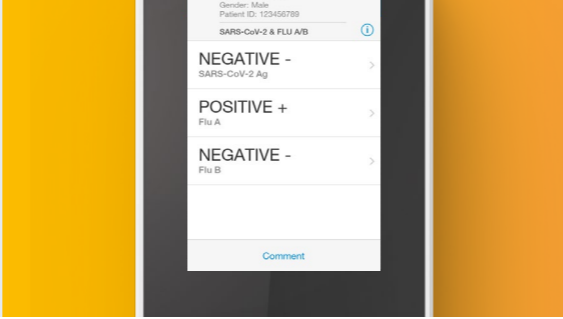 Gender: Male
Patient ID: 123456789
SARS-CoV-2 & FLU A/B
NEGATIVE -
SARS-CoV-2 Ag
POSITIVE +
Flu A
NEGATIVE -
Flu B
Comment